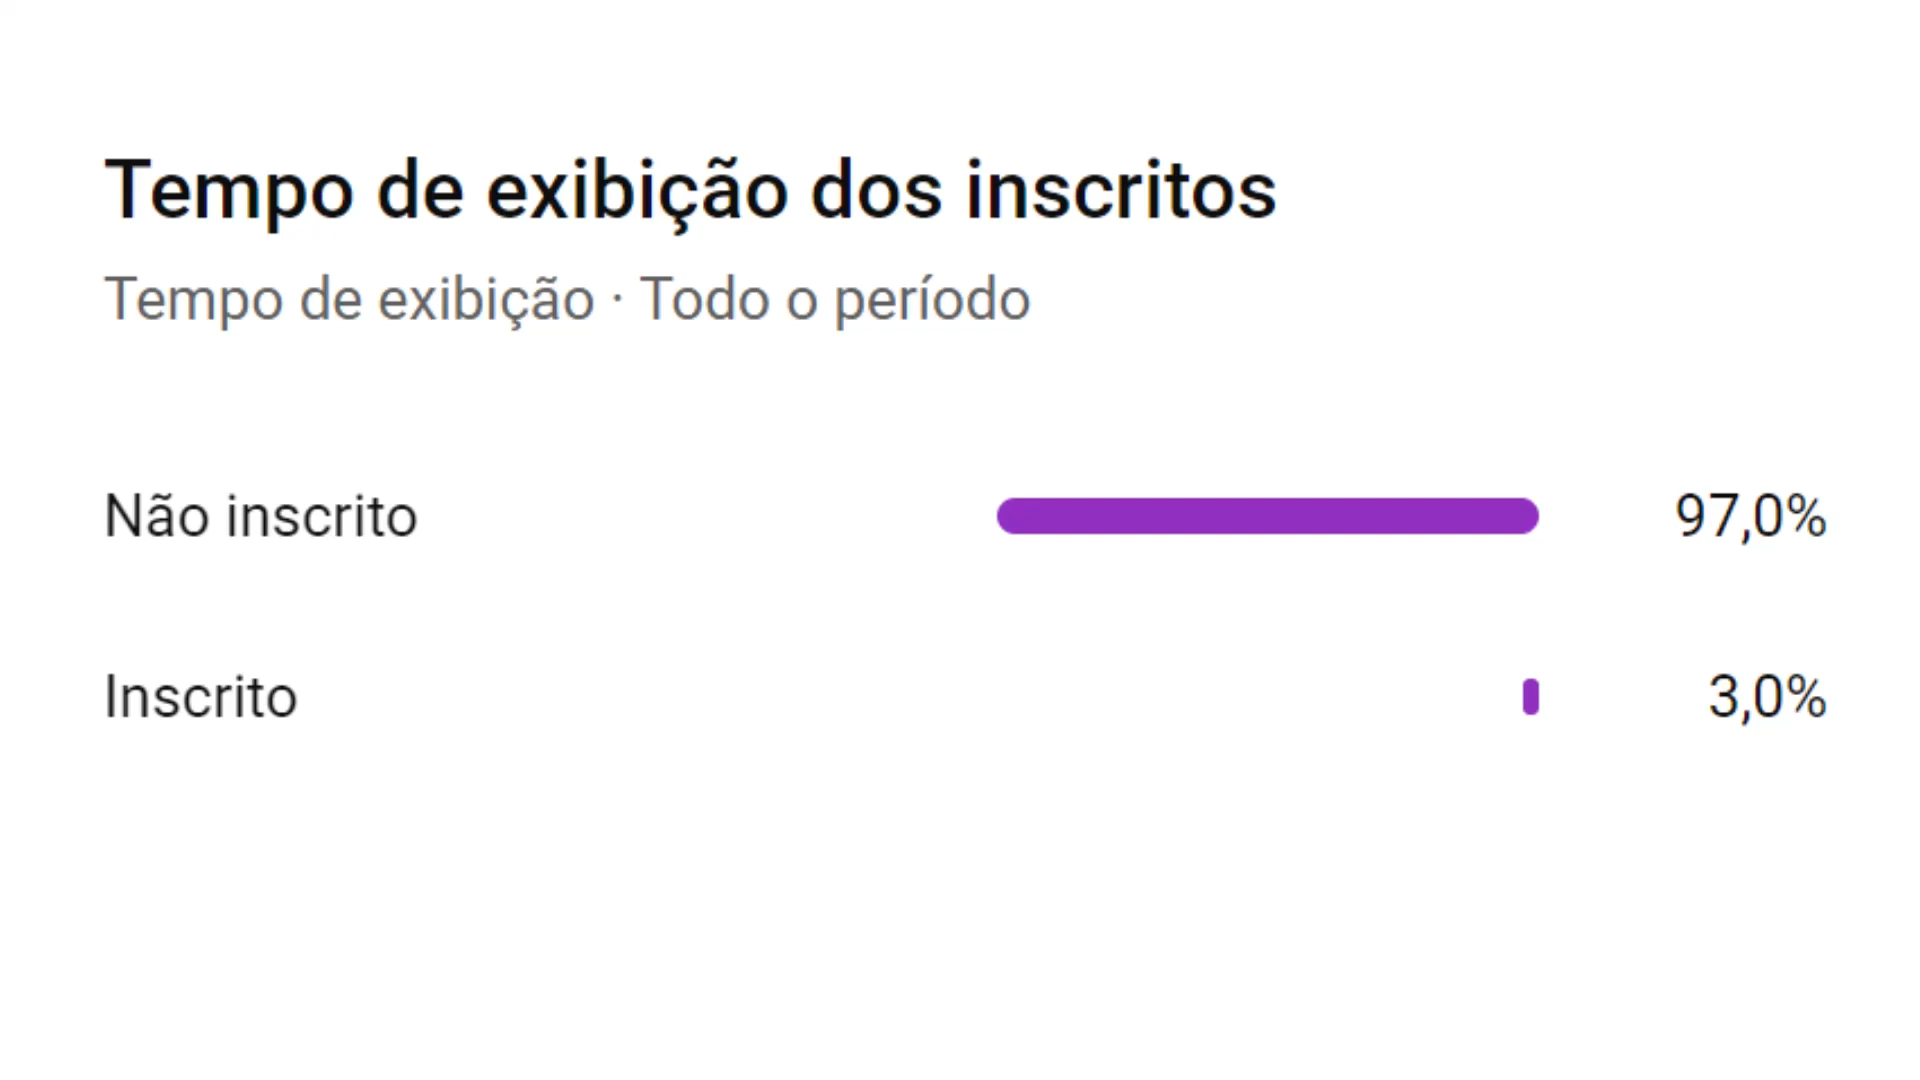 Tempo de exibição dos inscritos
Tempo de exibição · Todo o período
Não inscrito 97,0%
Inscrito 3,0%